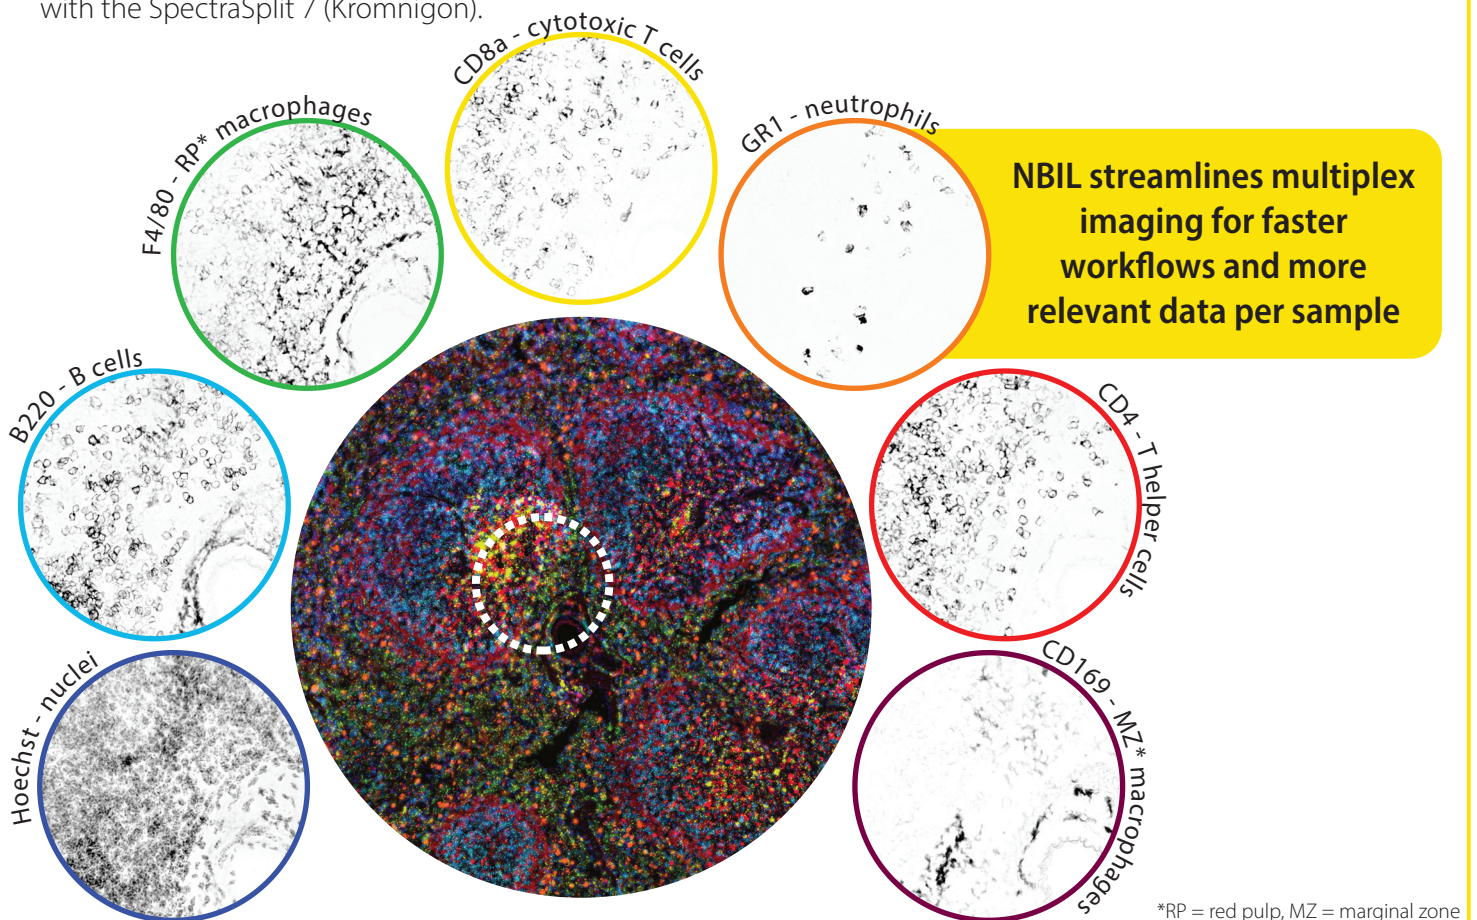 with the SpectraSplit 7 (Kromnigon).
CD8a - cytotoxic T cells
F4/80 - RP* macrophages
GR1 - neutrophils
NBIL streamlines multiplex
imaging for faster
workflows and more
relevant data per sample
B220 - B cells
CD4 - T helper cells
Hoechst - nuclei
CD169 - MZ* macrophages
*RP = red pulp, MZ = marginal zone